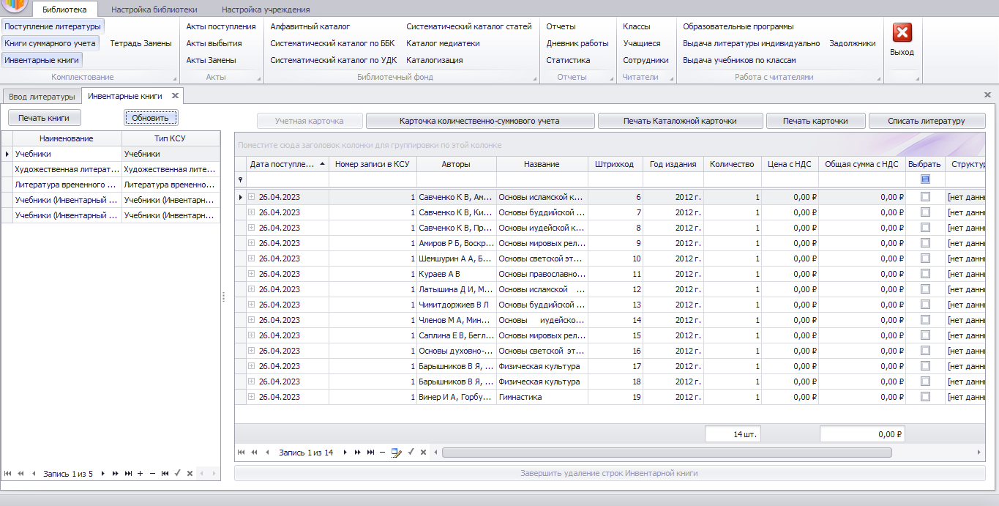 Библиотека Настройка библиотеки Настройка учреждения
Поступление литературы Акты поступления Алфавитный каталог Систематический каталог статей Отчеты Классы Образовательные программы
Книги суммарного учета Тетрадь Замены Акты выбытия Систематический каталог по ББК Каталог медиатеки Дневник работы Учащиеся Выдача литературы индивидуально Задолжники
Инвентарные книги Акты Замены Систематический каталог по УДК Каталогизация Статистика Сотрудники Выдача учебников по классам Выход
Комплектование Акты Библиотечный фонд Отчеты Читатели Работа с читателями
Ввод литературы Инвентарные книги
Печать книги Обновить
Наименование Тип КСУ
Учебники Учебники
Художественная литерат... Художественная лите...
Литература временного ... Литература временно...
Учебники (Инвентарный ... Учебники (Инвентарн...
Учебники (Инвентарный ... Учебники (Инвентарн...
Запись 1 из 5
Учетная карточка Карточка количественно-суммового учета Печать Каталожной карточки Печать карточки Списать литературу
Поместите сюда заголовок колонки для группировки по этой колонке
Дата поступле... Номер записи в КСУ Авторы Название Штрихкод Год издания Количество Цена с НДС Общая сумма с НДС Выбрать Структур
26.04.2023 1 Савченко К В, Ам... Основы исламской к... 6 2012 г. 1 0,00 ₽ 0,00 ₽ [нет данн
26.04.2023 1 Савченко К В, Ки... Основы буддийской ... 7 2012 г. 1 0,00 ₽ 0,00 ₽ [нет данн
26.04.2023 1 Савченко К В, Пр... Основы иудейской к... 8 2012 г. 1 0,00 ₽ 0,00 ₽ [нет данн
26.04.2023 1 Амиров Р Б, Воскр... Основы мировых рел... 9 2012 г. 1 0,00 ₽ 0,00 ₽ [нет данн
26.04.2023 1 Шемшурин А А, Б... Основы светской эт... 10 2012 г. 1 0,00 ₽ 0,00 ₽ [нет данн
26.04.2023 1 Кураев А В Основы православно... 11 2012 г. 1 0,00 ₽ 0,00 ₽ [нет данн
26.04.2023 1 Латышина Д И, М... Основы исламской ... 12 2012 г. 1 0,00 ₽ 0,00 ₽ [нет данн
26.04.2023 1 Чимитдоржиев В Л Основы буддийской ... 13 2012 г. 1 0,00 ₽ 0,00 ₽ [нет данн
26.04.2023 1 Членов М А, Мин... Основы иудейско... 14 2012 г. 1 0,00 ₽ 0,00 ₽ [нет данн
26.04.2023 1 Саплина Е В, Бегл... Основы мировых рел... 15 2012 г. 1 0,00 ₽ 0,00 ₽ [нет данн
26.04.2023 1 Основы духовно-... Основы светской эт... 16 2012 г. 1 0,00 ₽ 0,00 ₽ [нет данн
26.04.2023 1 Барышников В Я, ... Физическая культура 17 2012 г. 1 0,00 ₽ 0,00 ₽ [нет данн
26.04.2023 1 Барышников В Я, ... Физическая культура 18 2012 г. 1 0,00 ₽ 0,00 ₽ [нет данн
26.04.2023 1 Винер И А, Горбу... Гимнастика 19 2012 г. 1 0,00 ₽ 0,00 ₽ [нет данн
14 шт. 0,00 ₽
Запись 1 из 14
Завершить удаление строк Инвентарной книги